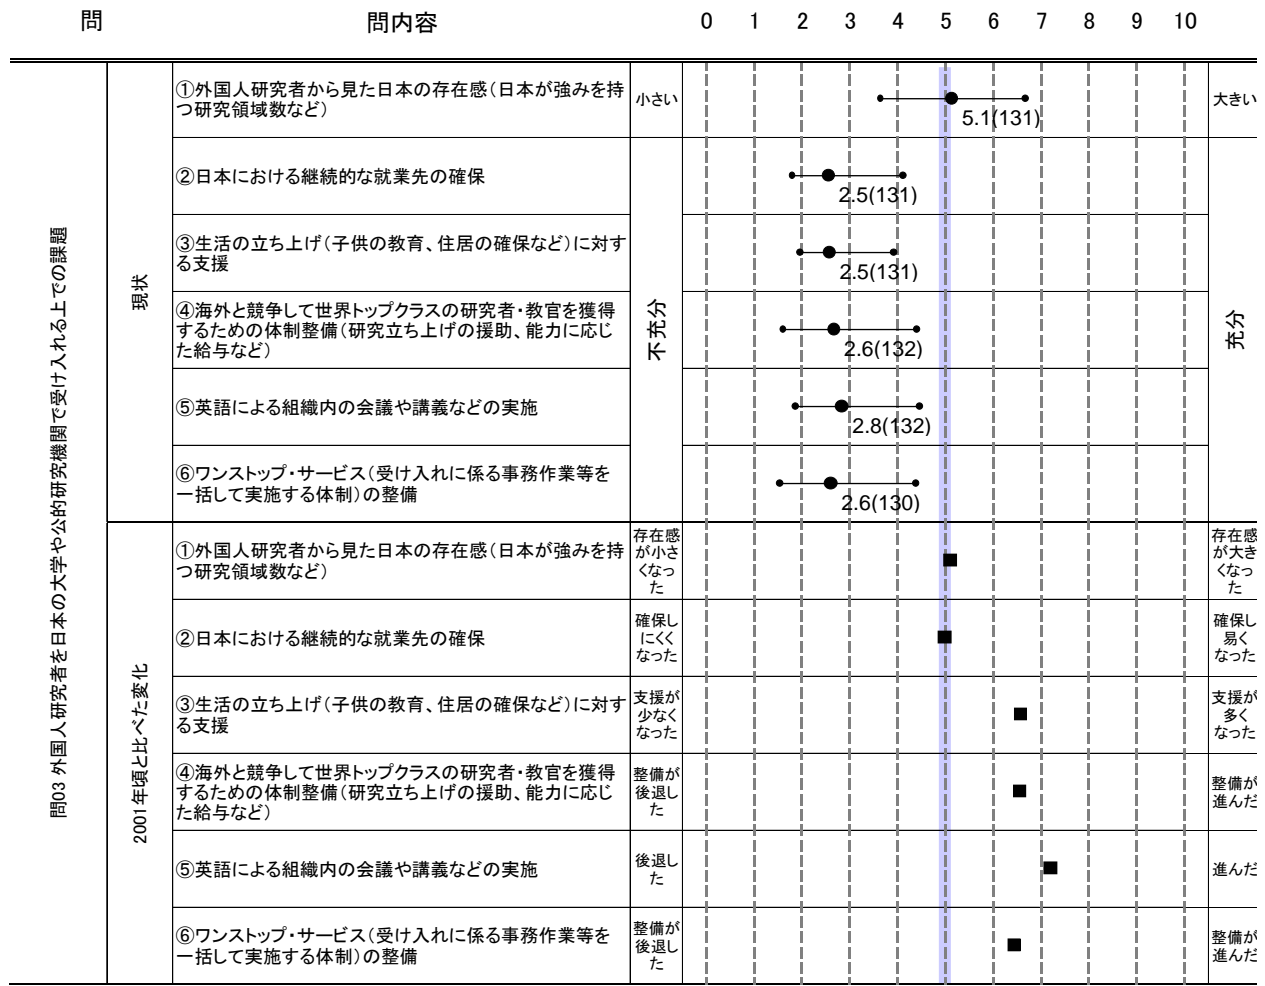 問 問内容 0 1 2 3 4 5 6 7 8 9 10
問03 外国人研究者を日本の大学や公的研究機関で受け入れる上での課題
現状
①外国人研究者から見た日本の存在感（日本が強みを持
つ研究領域数など）
小さい
5.1(131)
大きい
不充分
充分
②日本における継続的な就業先の確保
2.5(131)
③生活の立ち上げ（子供の教育、住居の確保など）に対す
る支援
2.5(131)
④海外と競争して世界トップクラスの研究者・教官を獲得
するための体制整備（研究立ち上げの援助、能力に応じ
た給与など）
2.6(132)
⑤英語による組織内の会議や講義などの実施
2.8(132)
⑥ワンストップ・サービス（受け入れに係る事務作業等を
一括して実施する体制）の整備
2.6(130)
2001年頃と比べた変化
①外国人研究者から見た日本の存在感（日本が強みを持
つ研究領域数など）
存在感
が小さ
くなっ
た
存在感
が大き
くなっ
た
②日本における継続的な就業先の確保
確保し
にくく
なった
確保し
易く
なった
③生活の立ち上げ（子供の教育、住居の確保など）に対す
る支援
支援が
少なく
なった
支援が
多く
なった
④海外と競争して世界トップクラスの研究者・教官を獲得
するための体制整備（研究立ち上げの援助、能力に応じ
た給与など）
整備が
後退し
た
整備が
進んだ
⑤英語による組織内の会議や講義などの実施
後退し
た
進んだ
⑥ワンストップ・サービス（受け入れに係る事務作業等を
一括して実施する体制）の整備
整備が
後退し
た
整備が
進んだ